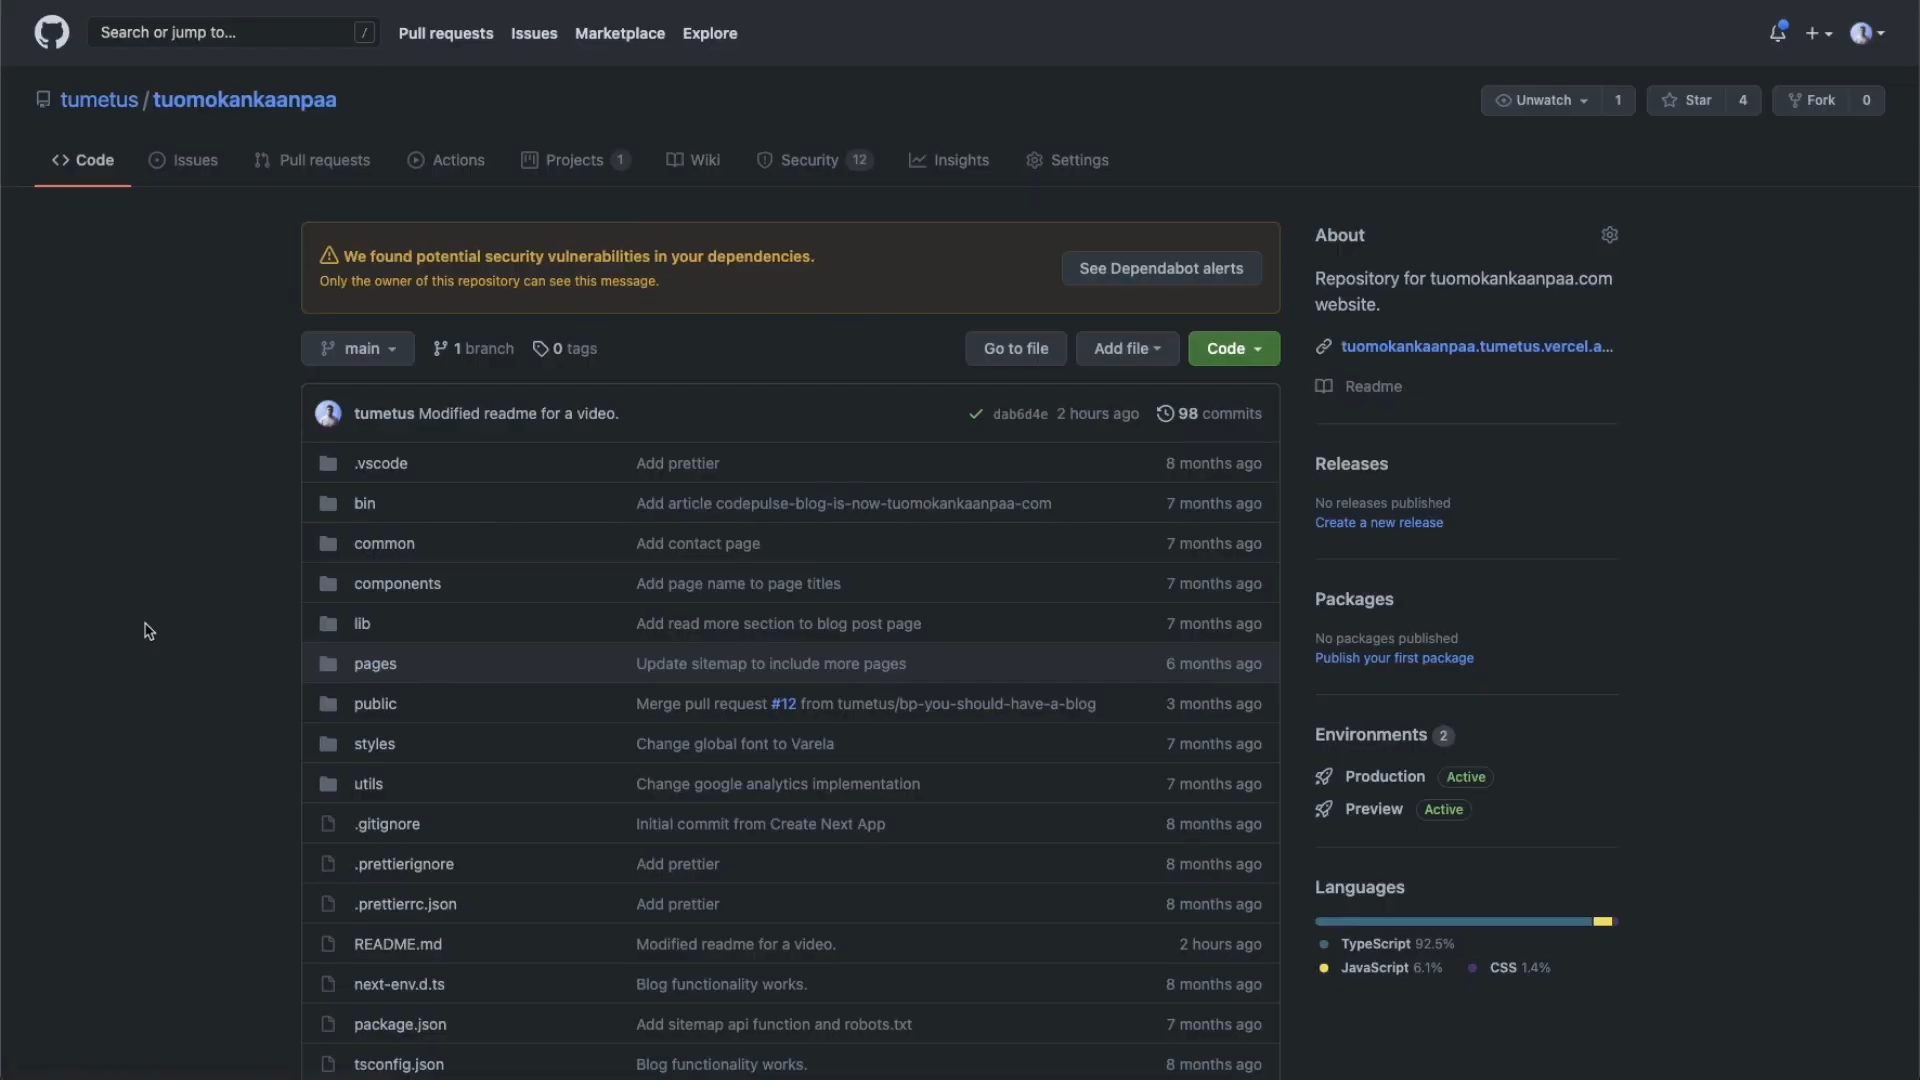 Search or jump to... /
Pull requests Issues Marketplace Explore
tumetus / tuomokankaanpaa
Unwatch 1 Star 4 Fork 0
Code Issues Pull requests Actions Projects 1 Wiki Security 12 Insights Settings
We found potential security vulnerabilities in your dependencies.
Only the owner of this repository can see this message.
See Dependabot alerts
main 1 branch 0 tags Go to file Add file Code
tumetus Modified readme for a video. dab6d4e 2 hours ago 98 commits
.vscode Add prettier 8 months ago
bin Add article codepulse-blog-is-now-tuomokankaanpaa-com 7 months ago
common Add contact page 7 months ago
components Add page name to page titles 7 months ago
lib Add read more section to blog post page 7 months ago
pages Update sitemap to include more pages 6 months ago
public Merge pull request #12 from tumetus/bp-you-should-have-a-blog 3 months ago
styles Change global font to Varela 7 months ago
utils Change google analytics implementation 7 months ago
.gitignore Initial commit from Create Next App 8 months ago
.prettierignore Add prettier 8 months ago
.prettierrc.json Add prettier 8 months ago
README.md Modified readme for a video. 2 hours ago
next-env.d.ts Blog functionality works. 8 months ago
package.json Add sitemap api function and robots.txt 7 months ago
tsconfig.json Blog functionality works. 8 months ago
About
Repository for tuomokankaanpaa.com
website.
tuomokankaanpaa.tumetus.vercel.a...
Readme
Releases
No releases published
Create a new release
Packages
No packages published
Publish your first package
Environments 2
Production Active
Preview Active
Languages
TypeScript 92.5%
JavaScript 6.1% CSS 1.4%